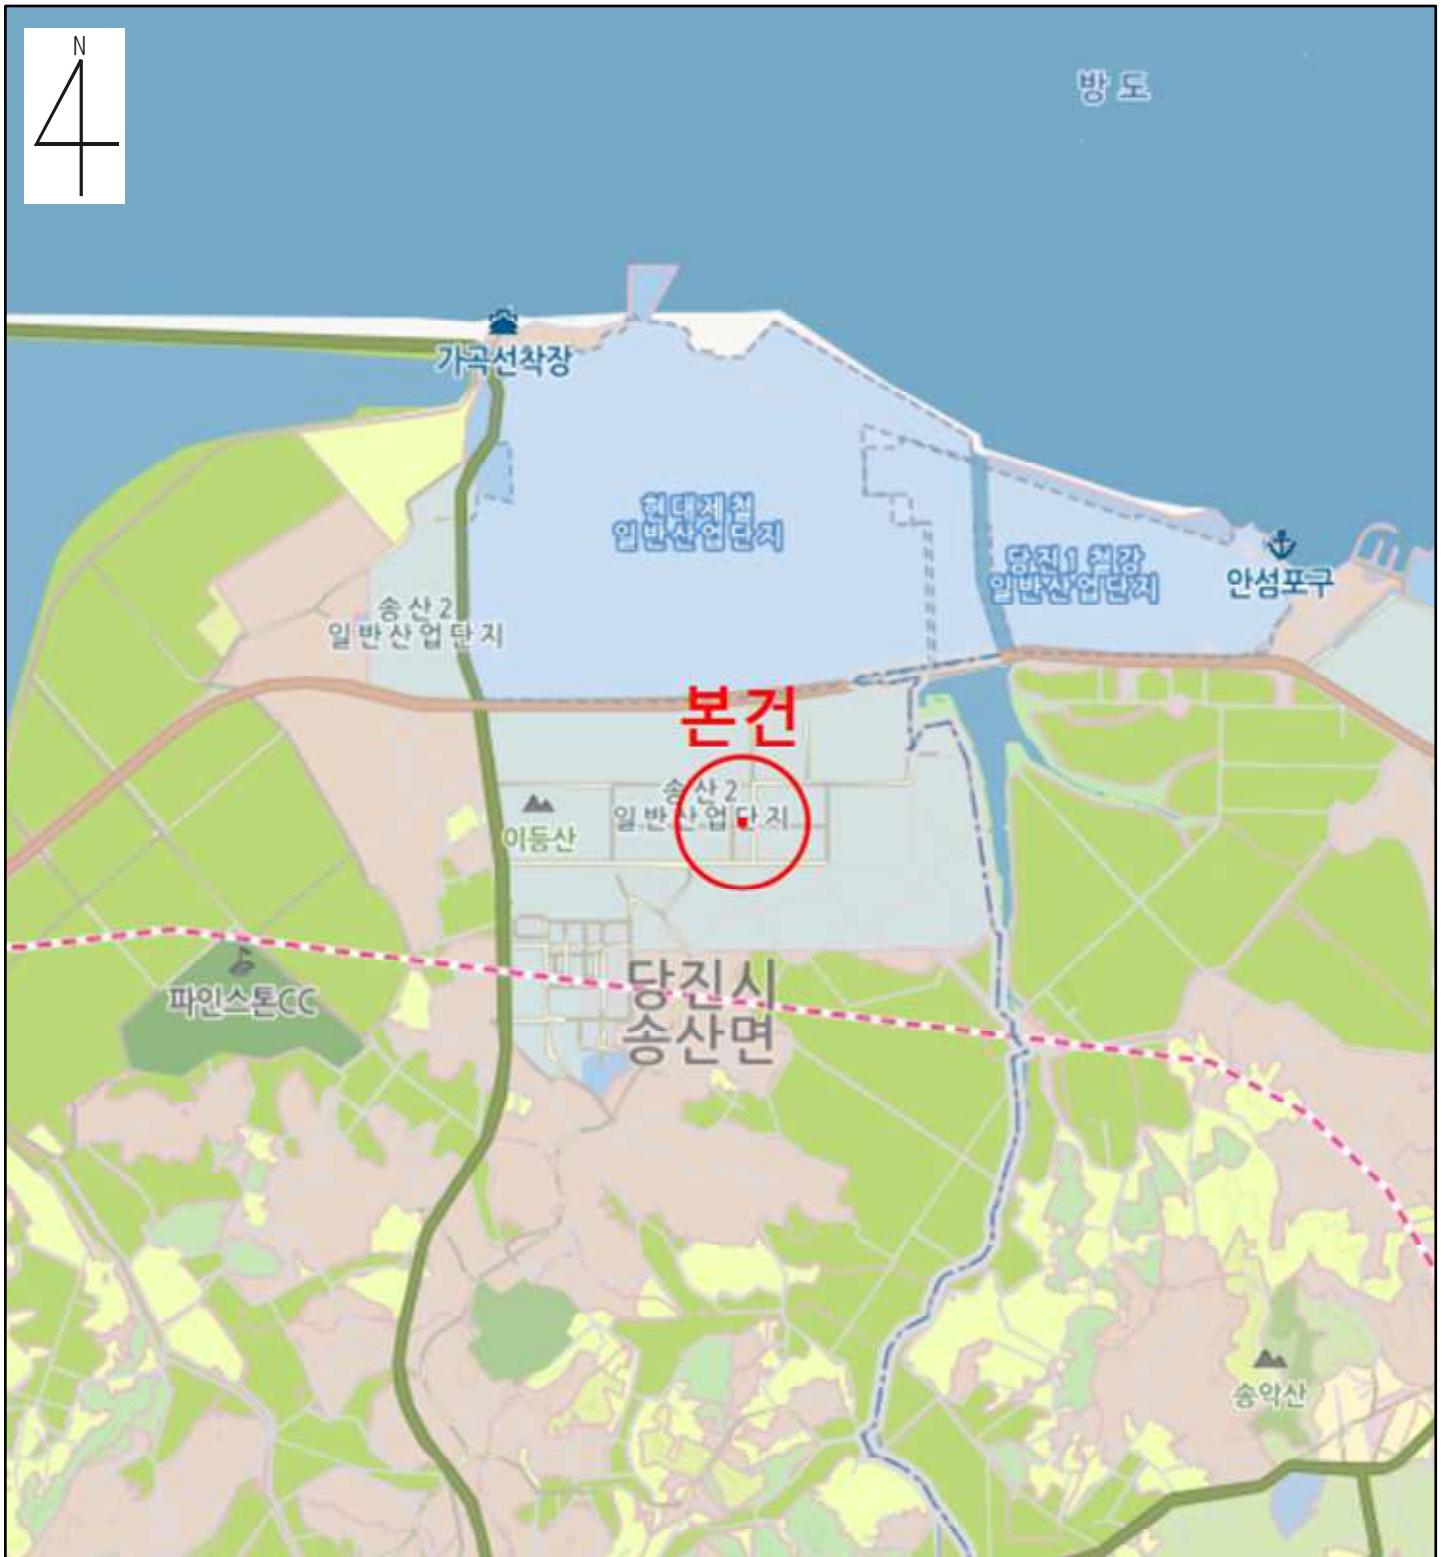 N
방 도
가곡선착장
현대제철
일반산업단지
당진1 철강
일반산업단지
안섬포구
송산2
일반산업단지
본건
송산2
일반산업단지
이등산
파인스톤CC
당진시
송산면
송악산